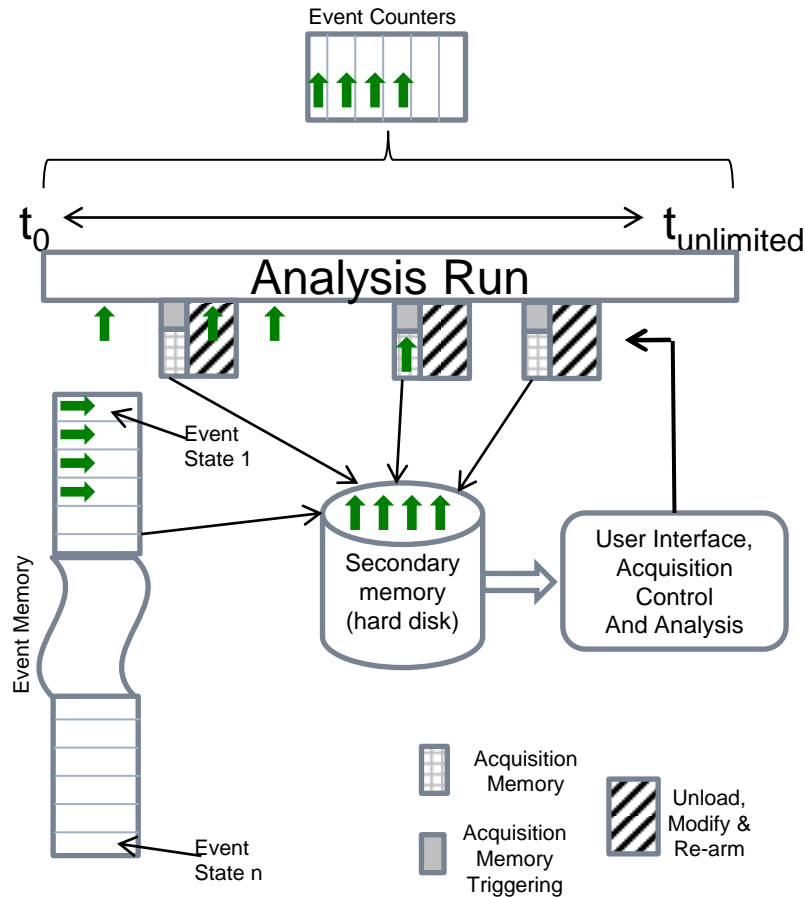 Event Counters
t0
tunlimited
Analysis Run
Event
State 1
Event Memory
Secondary
memory
(hard disk)
User Interface,
Acquisition
Control
And Analysis
Event
State n
Acquisition
Memory
Acquisition
Memory
Triggering
Unload,
Modify &
Re-arm